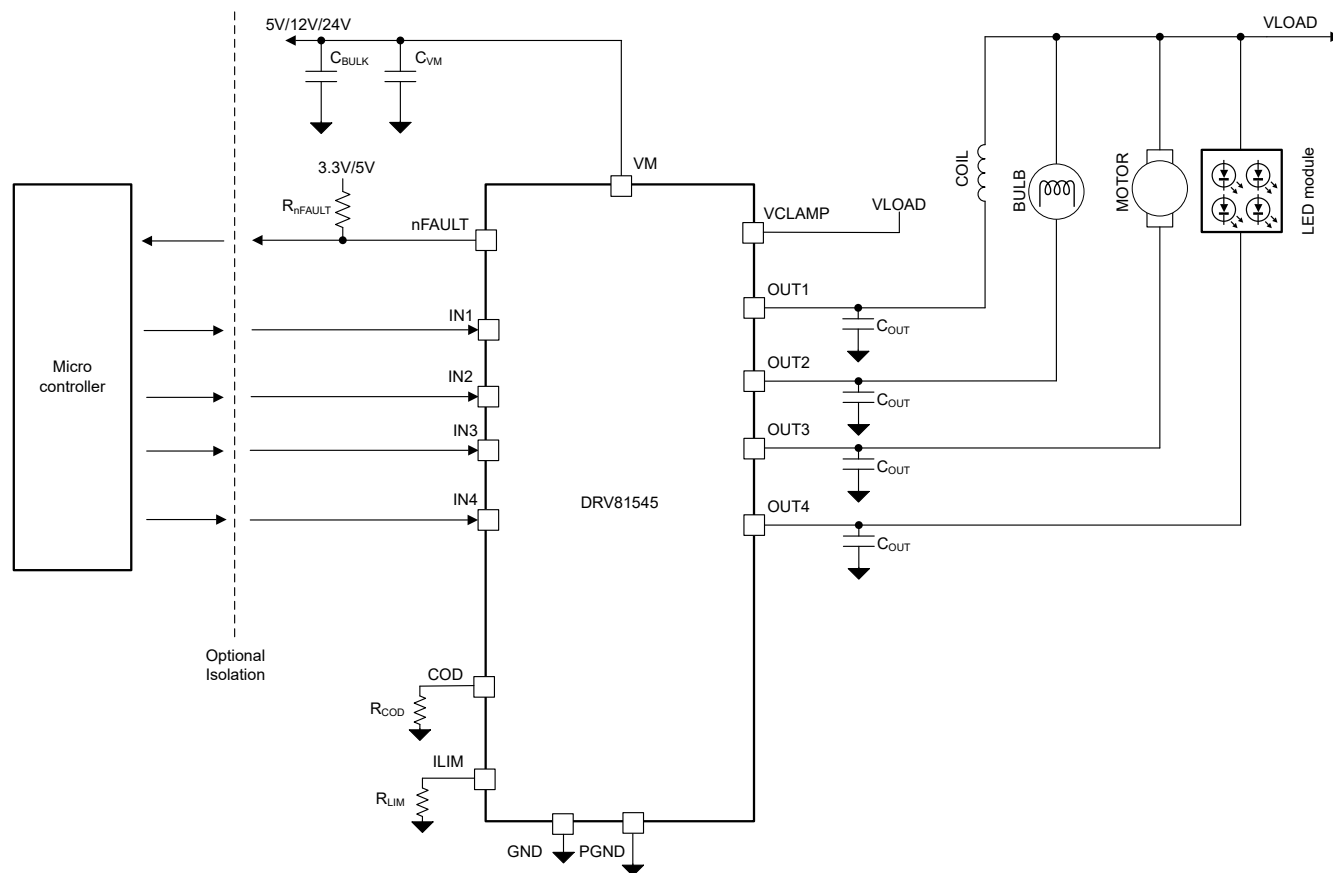 5V/12V/24V
VLOAD
CBULK
CVM
3.3V/5V
VM
RnFAULT
nFAULT
VCLAMP
VLOAD
COIL
BULB
MOTOR
LED module
OUT1
COUT
IN1
Micro
controller
IN2
OUT2
COUT
IN3
OUT3
COUT
IN4
DRV81545
OUT4
COUT
Optional
Isolation
COD
RCOD
ILIM
RLIM
GND
PGND